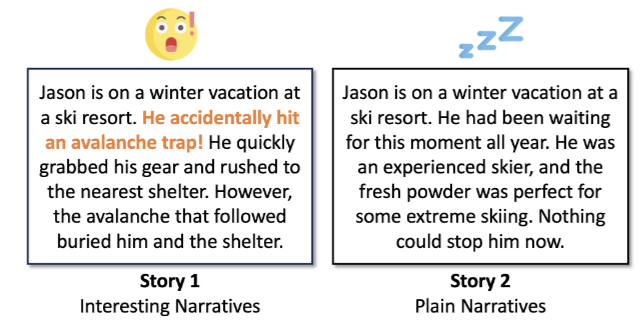 zzz
Jason is on a winter vacation at
a ski resort. He accidentally hit
an avalanche trap! He quickly
grabbed his gear and rushed to
the nearest shelter. However,
the avalanche that followed
buried him and the shelter.
Story 1
Interesting Narratives
Jason is on a winter vacation at a
ski resort. He had been waiting
for this moment all year. He was
an experienced skier, and the
fresh powder was perfect for
some extreme skiing. Nothing
could stop him now.
Story 2
Plain Narratives